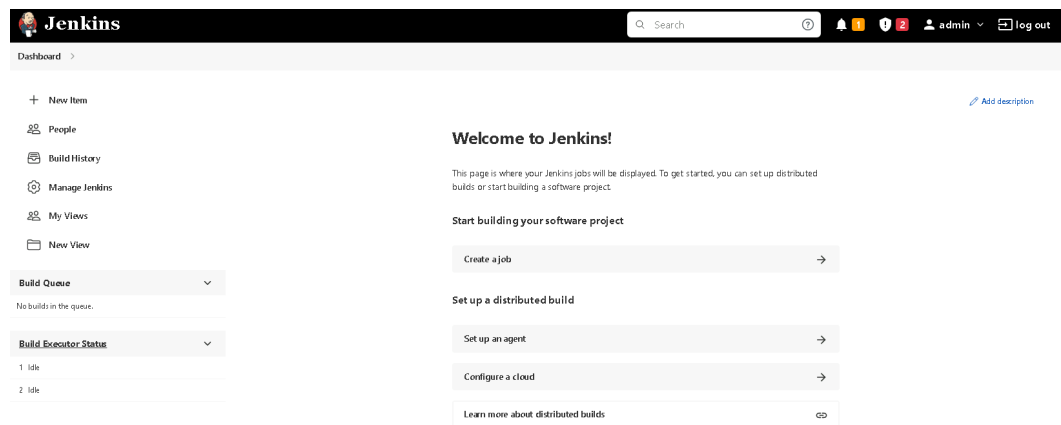 Jenkins
Search
1
2
admin
log out
Dashboard
New Item
People
Build History
Manage Jenkins
My Views
New View
Build Queue
No builds in the queue.
Build Executor Status
1 Idle
2 Idle
Add description
Welcome to Jenkins!
This page is where your Jenkins jobs will be displayed. To get started, you can set up distributed
builds or start building a software project.
Start building your software project
Create a job
Set up a distributed build
Set up an agent
Configure a cloud
Learn more about distributed builds